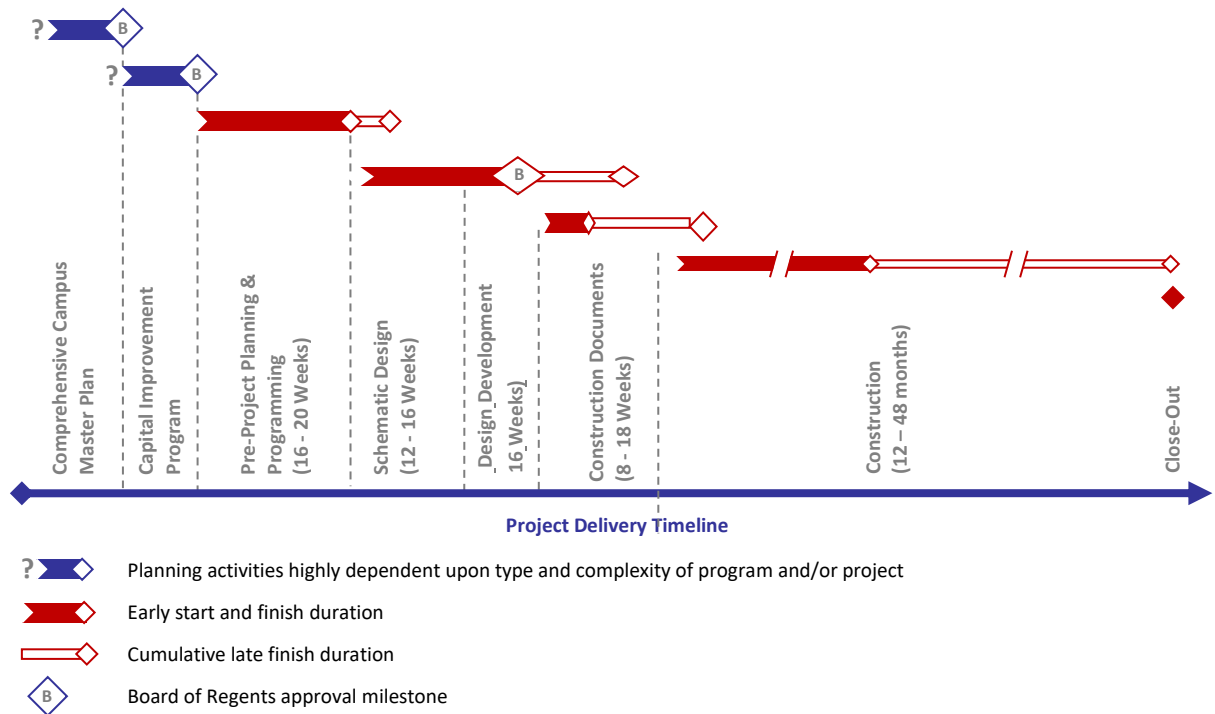 ?
B
?
B
B
Comprehensive Campus
Master Plan
Capital Improvement
Program
Pre-Project Planning &
Programming
(16 - 20 Weeks)
Schematic Design
(12 - 16 Weeks)
Design Development
16 Weeks)
Construction Documents
(8 - 18 Weeks)
Construction
(12 – 48 months)
Close-Out
Project Delivery Timeline
? Planning activities highly dependent upon type and complexity of program and/or project
Early start and finish duration
Cumulative late finish duration
B Board of Regents approval milestone